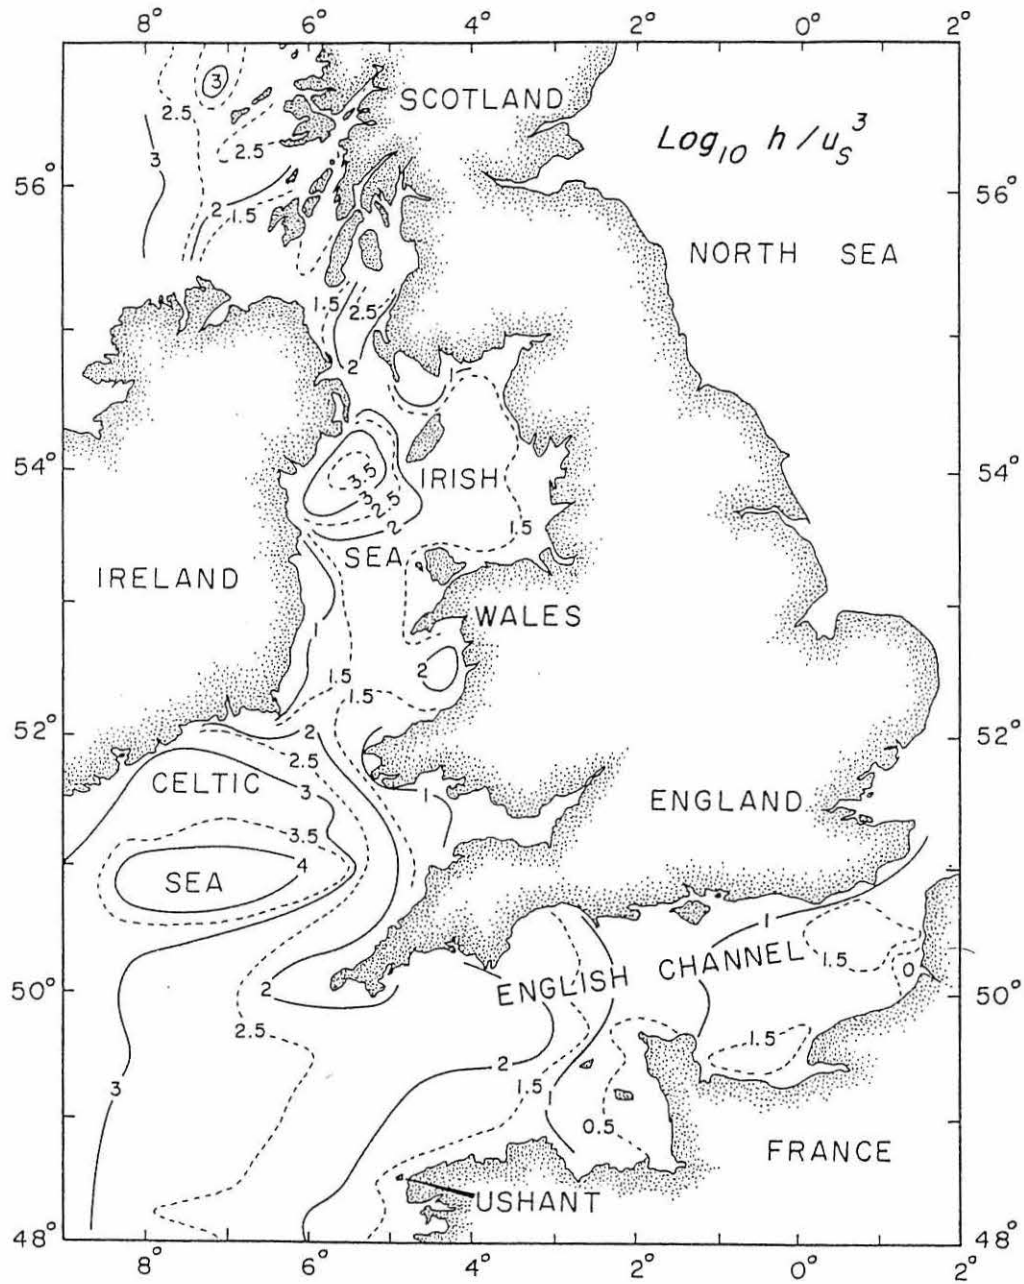 8° 6° 4° 2° 0° 2°
SCOTLAND
Log10 h/us^3
3
2.5
3
2.5
56° 56°
2
1.5
NORTH SEA
1.5
2.5
2
1
54° 54°
3.5
IRISH
3
2.5
2
1.5
SEA
IRELAND
WALES
1
2
1.5
1.5
52° 52°
2
2.5
CELTIC
3
1
ENGLAND
3.5
4
SEA
1
ENGLISH CHANNEL
1.5
0
50° 50°
2
2.5
1.5
2
3
1.5
1
0.5
FRANCE
USHANT
48° 48°
8° 6° 4° 2° 0° 2°